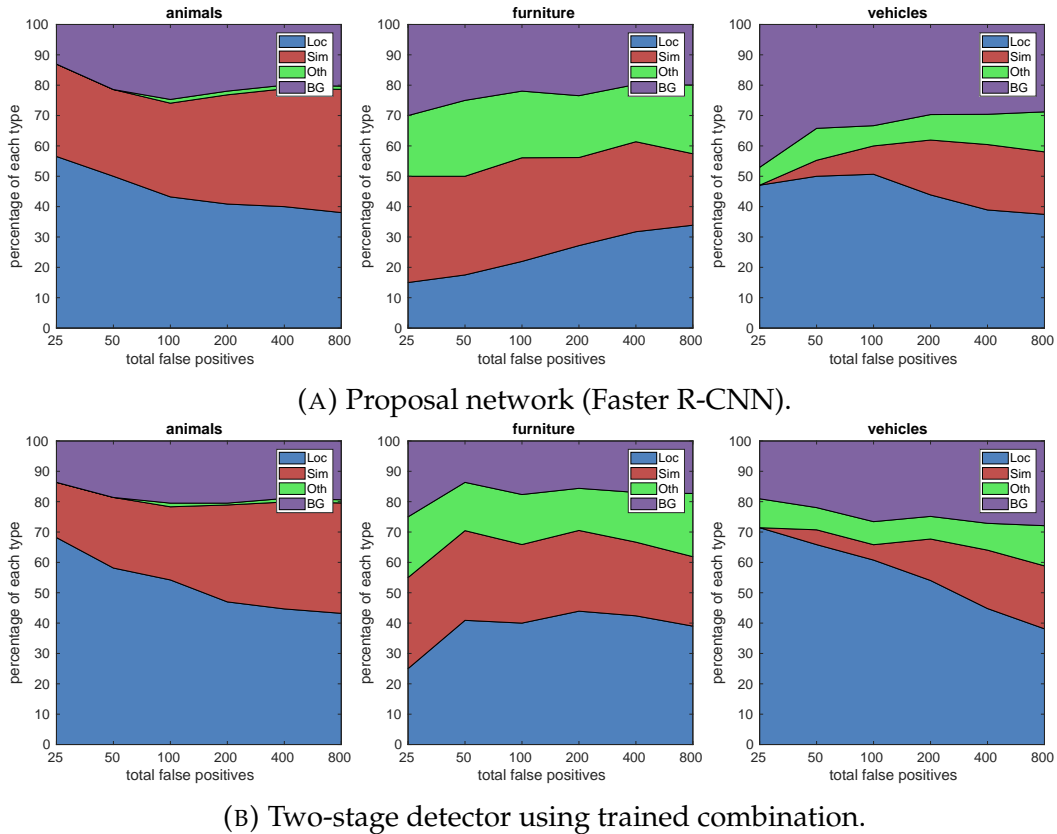 animals furniture vehicles
percentage of each type percentage of each type percentage of each type
100 100 100
90 90 90
80 80 80
70 70 70
60 60 60
50 50 50
40 40 40
30 30 30
20 20 20
10 10 10
0 0 0
Loc Loc Loc
Sim Sim Sim
Oth Oth Oth
BG BG BG
25 50 100 200 400 800 25 50 100 200 400 800 25 50 100 200 400 800
total false positives total false positives total false positives
(A) Proposal network (Faster R-CNN).
animals furniture vehicles
percentage of each type percentage of each type percentage of each type
100 100 100
90 90 90
80 80 80
70 70 70
60 60 60
50 50 50
40 40 40
30 30 30
20 20 20
10 10 10
0 0 0
Loc Loc Loc
Sim Sim Sim
Oth Oth Oth
BG BG BG
25 50 100 200 400 800 25 50 100 200 400 800 25 50 100 200 400 800
total false positives total false positives total false positives
(B) Two-stage detector using trained combination.